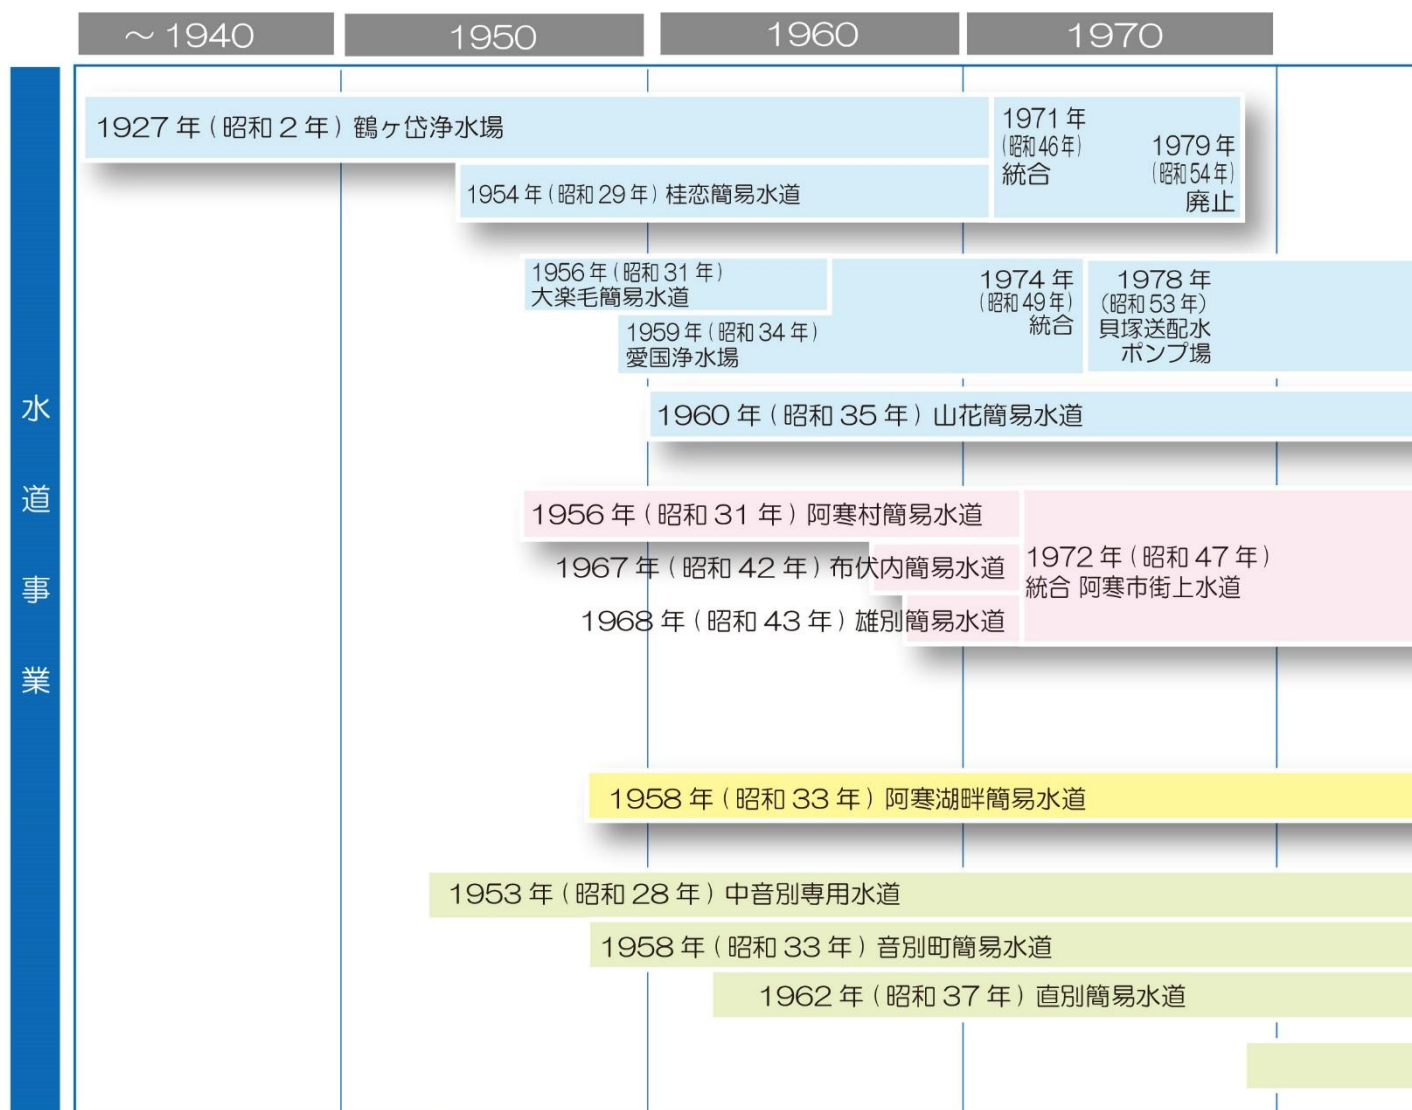 ～1940
1950
1960
1970
水道事業
1927年(昭和2年)鶴ヶ岱浄水場
1971年
(昭和46年)
統合
1979年
(昭和54年)
廃止
1954年(昭和29年)桂恋簡易水道
1956年(昭和31年)
大楽毛簡易水道
1959年(昭和34年)
愛国浄水場
1974年
(昭和49年)
統合
1978年
(昭和53年)
貝塚送配水
ポンプ場
1960年(昭和35年)山花簡易水道
1956年(昭和31年)阿寒村簡易水道
1967年(昭和42年)布伏内簡易水道
1968年(昭和43年)雄別簡易水道
1972年(昭和47年)
統合 阿寒市街上水道
1958年(昭和33年)阿寒湖畔簡易水道
1953年(昭和28年)中音別専用水道
1958年(昭和33年)音別町簡易水道
1962年(昭和37年)直別簡易水道